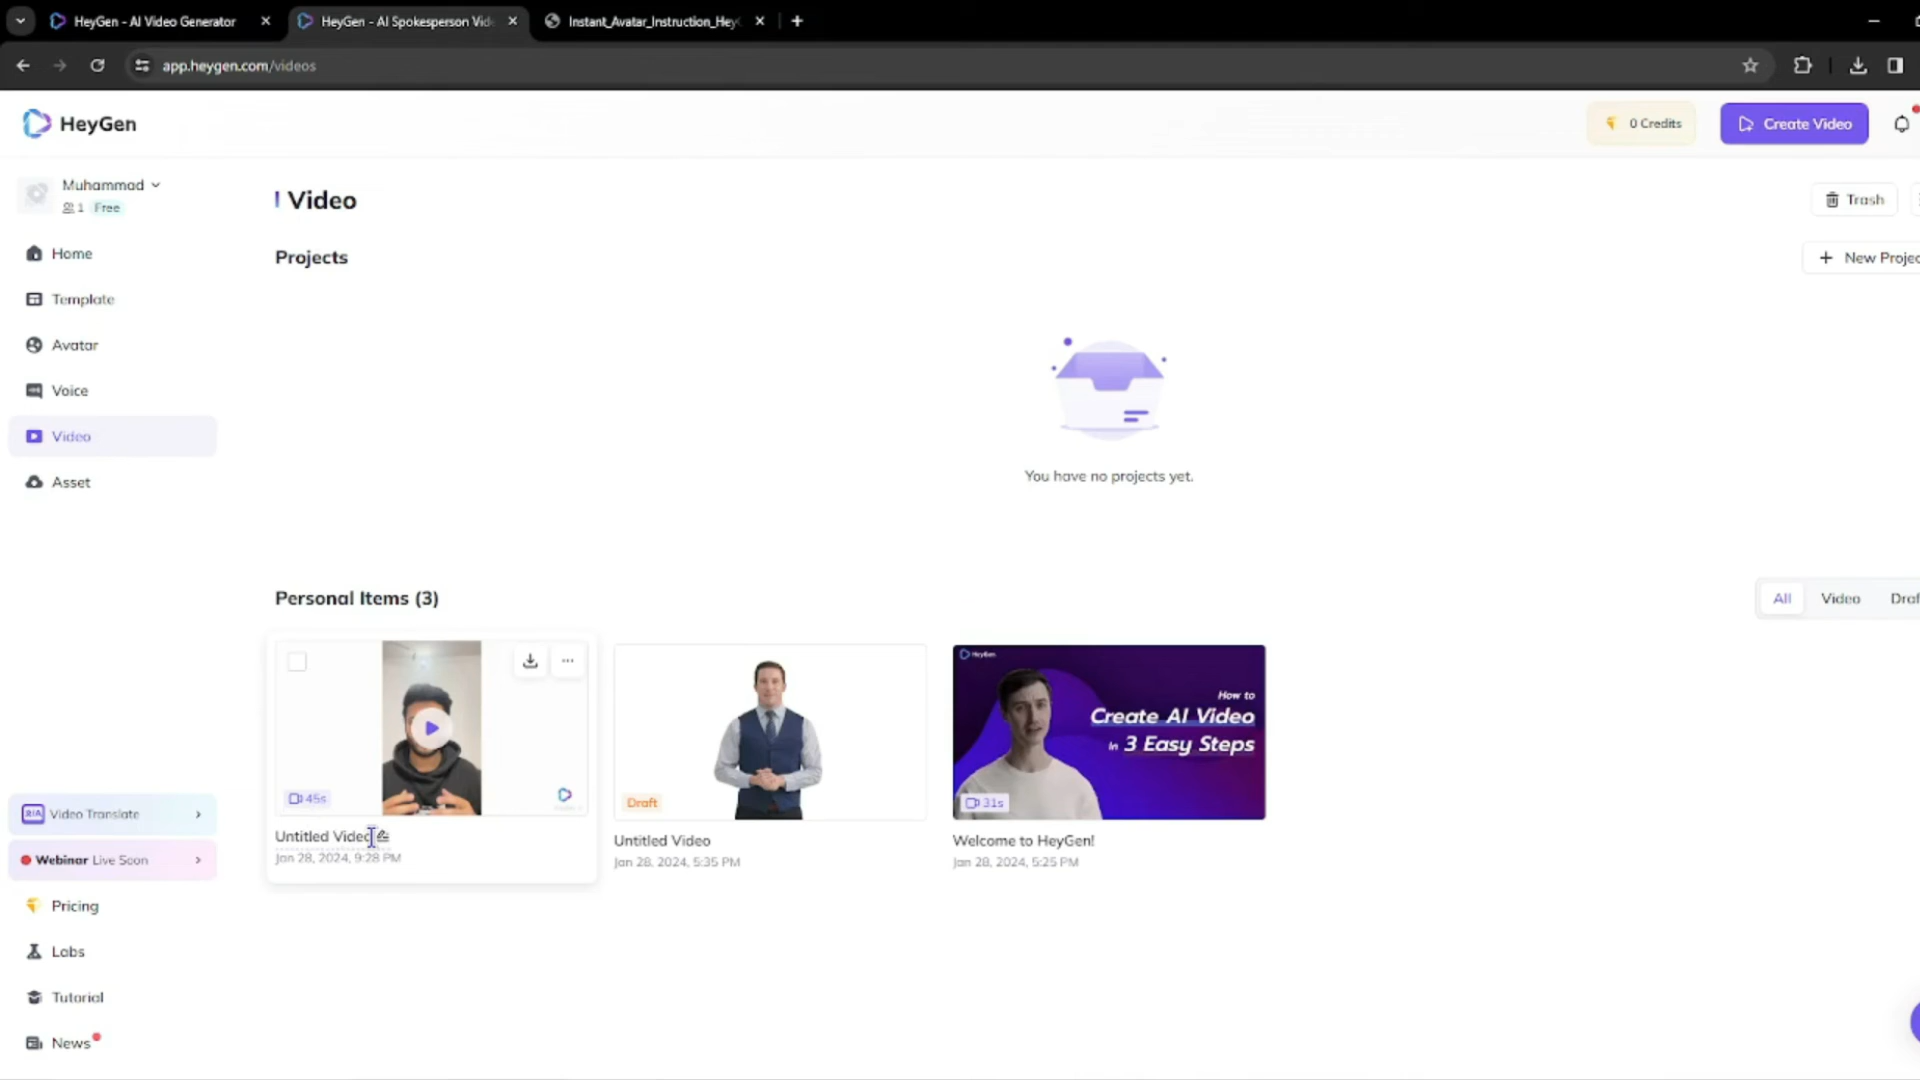 HeyGen - AI Video Generator
HeyGen - AI Spokesperson Vid
Instant_Avatar_Instruction_Hey
app.heygen.com/videos
HeyGen
0 Credits
Create Video
Muhammad
1 Free
Video
Trash
Home
Projects
New Projec
Template
Avatar
Voice
Video
You have no projects yet.
Asset
Personal Items (3)
All
Video
Draf
HeyGen
How to
Create AI Video
in 3 Easy Steps
45s
Draft
31s
Video Translate
Untitled Video
Untitled Video
Welcome to HeyGen!
Jan 28, 2024, 9:28 PM
Jan 28, 2024, 5:35 PM
Jan 28, 2024, 5:25 PM
Webinar Live Soon
Pricing
Labs
Tutorial
News